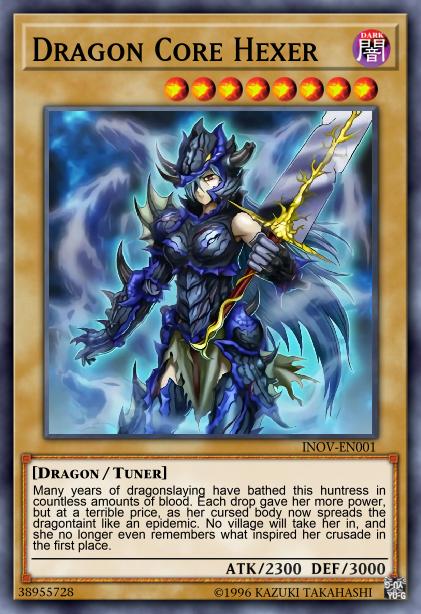 DRAGON CORE HEXER
DARK
闇
INOV-EN001
[DRAGON / TUNER]
Many years of dragonslaying have bathed this huntress in
countless amounts of blood. Each drop gave her more power,
but at a terrible price, as her cursed body now spreads the
dragontaint like an epidemic. No village will take her in, and
she no longer even remembers what inspired her crusade in
the first place.
ATK/2300 DEF/3000
38955728
©1996 KAZUKI TAKAHASHI